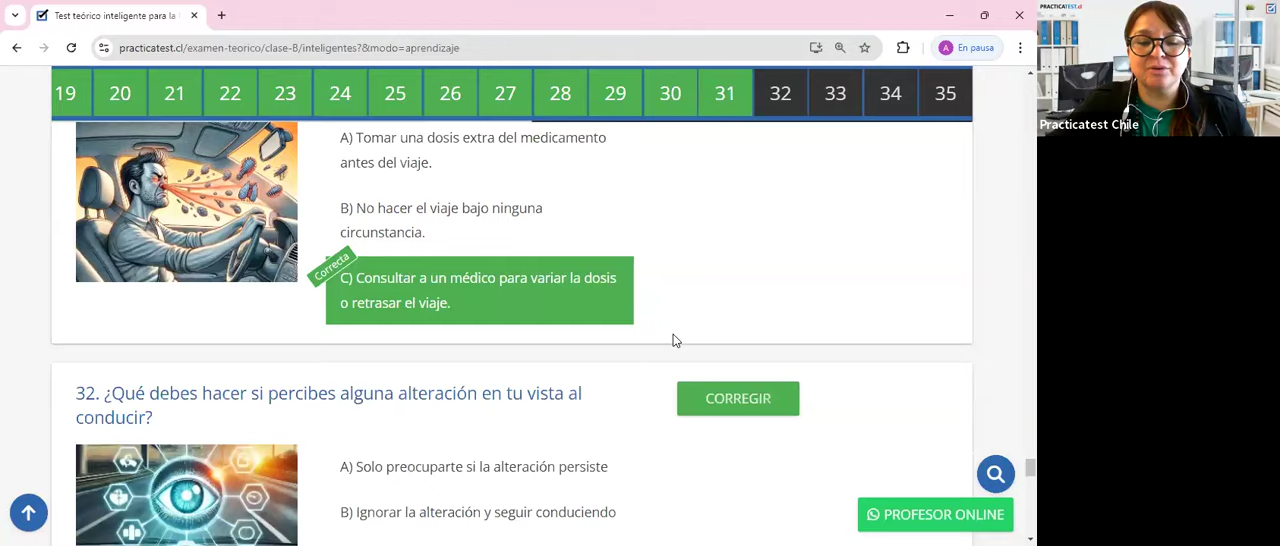 Test teórico inteligente para la
practicatest.cl/examen-teorico/clase-B/inteligentes?&modo=aprendizaje
A
En pausa
PRACTICATEST.cl
19 20 21 22 23 24 25 26 27 28 29 30 31 32 33 34 35
Practicatest Chile
A) Tomar una dosis extra del medicamento
antes del viaje.
B) No hacer el viaje bajo ninguna
circunstancia.
Correcta
C) Consultar a un médico para variar la dosis
o retrasar el viaje.
32. ¿Qué debes hacer si percibes alguna alteración en tu vista al
conducir?
CORREGIR
A) Solo preocuparte si la alteración persiste
B) Ignorar la alteración y seguir conduciendo
PROFESOR ONLINE